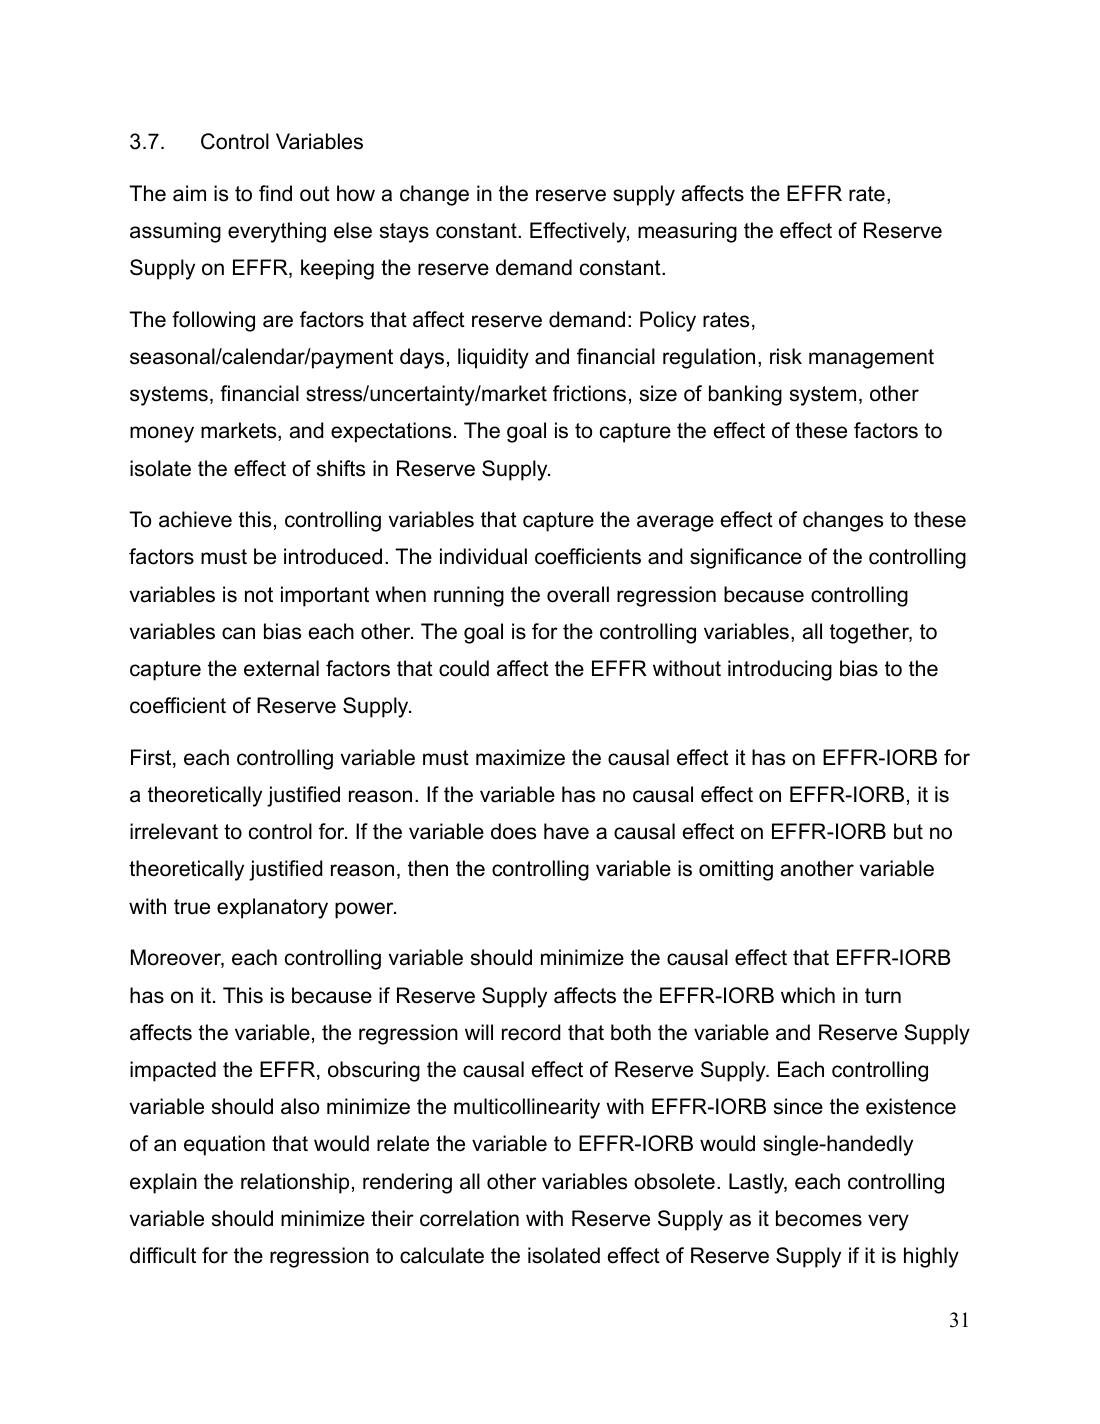 3.7. Control Variables
The aim is to find out how a change in the reserve supply affects the EFFR rate,
assuming everything else stays constant. Effectively, measuring the effect of Reserve
Supply on EFFR, keeping the reserve demand constant.
The following are factors that affect reserve demand: Policy rates,
seasonal/calendar/payment days, liquidity and financial regulation, risk management
systems, financial stress/uncertainty/market frictions, size of banking system, other
money markets, and expectations. The goal is to capture the effect of these factors to
isolate the effect of shifts in Reserve Supply.
To achieve this, controlling variables that capture the average effect of changes to these
factors must be introduced. The individual coefficients and significance of the controlling
variables is not important when running the overall regression because controlling
variables can bias each other. The goal is for the controlling variables, all together, to
capture the external factors that could affect the EFFR without introducing bias to the
coefficient of Reserve Supply.
First, each controlling variable must maximize the causal effect it has on EFFR-IORB for
a theoretically justified reason. If the variable has no causal effect on EFFR-IORB, it is
irrelevant to control for. If the variable does have a causal effect on EFFR-IORB but no
theoretically justified reason, then the controlling variable is omitting another variable
with true explanatory power.
Moreover, each controlling variable should minimize the causal effect that EFFR-IORB
has on it. This is because if Reserve Supply affects the EFFR-IORB which in turn
affects the variable, the regression will record that both the variable and Reserve Supply
impacted the EFFR, obscuring the causal effect of Reserve Supply. Each controlling
variable should also minimize the multicollinearity with EFFR-IORB since the existence
of an equation that would relate the variable to EFFR-IORB would single-handedly
explain the relationship, rendering all other variables obsolete. Lastly, each controlling
variable should minimize their correlation with Reserve Supply as it becomes very
difficult for the regression to calculate the isolated effect of Reserve Supply if it is highly
31